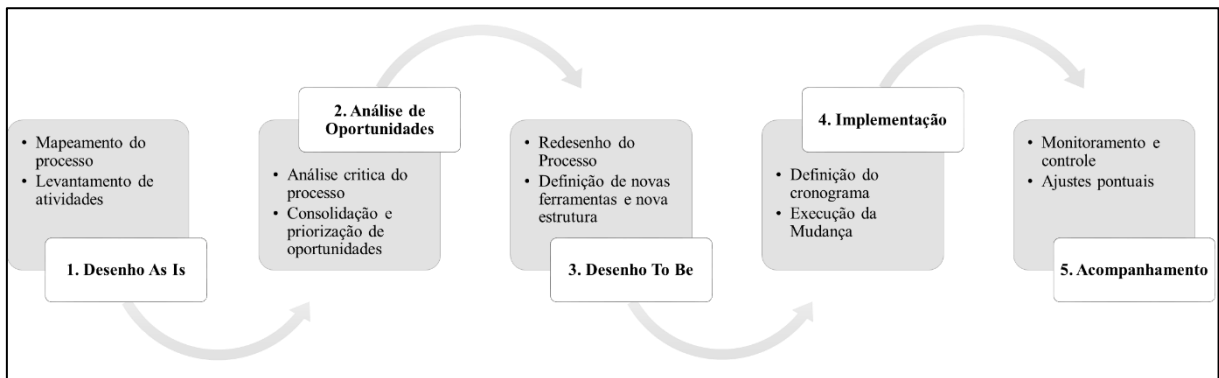 • Mapeamento do
processo
• Levantamento de
atividades
1. Desenho As Is
2. Análise de
Oportunidades
• Análise critica do
processo
• Consolidação e
priorização de
oportunidades
• Redesenho do
Processo
• Definição de novas
ferramentas e nova
estrutura
3. Desenho To Be
4. Implementação
• Definição do
cronograma
• Execução da
Mudança
• Monitoramento e
controle
• Ajustes pontuais
5. Acompanhamento